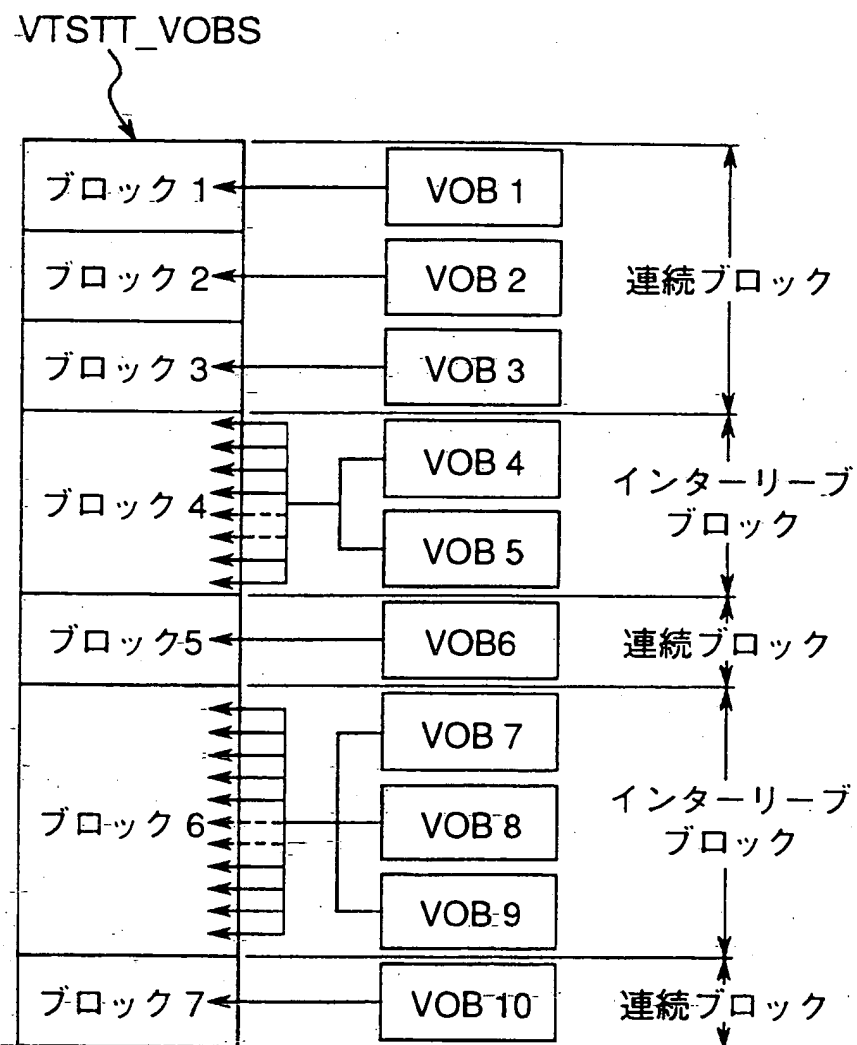 VTSTT_VOBS
ブロック 1
VOB 1
ブロック 2
VOB 2
連続ブロック
ブロック 3
VOB 3
ブロック 4
VOB 4
VOB 5
インターリーブ
ブロック
ブロック5
VOB6
連続ブロック
ブロック 6
VOB 7
VOB 8
VOB 9
インターリーブ
ブロック
ブロック 7
VOB 10
連続ブロック